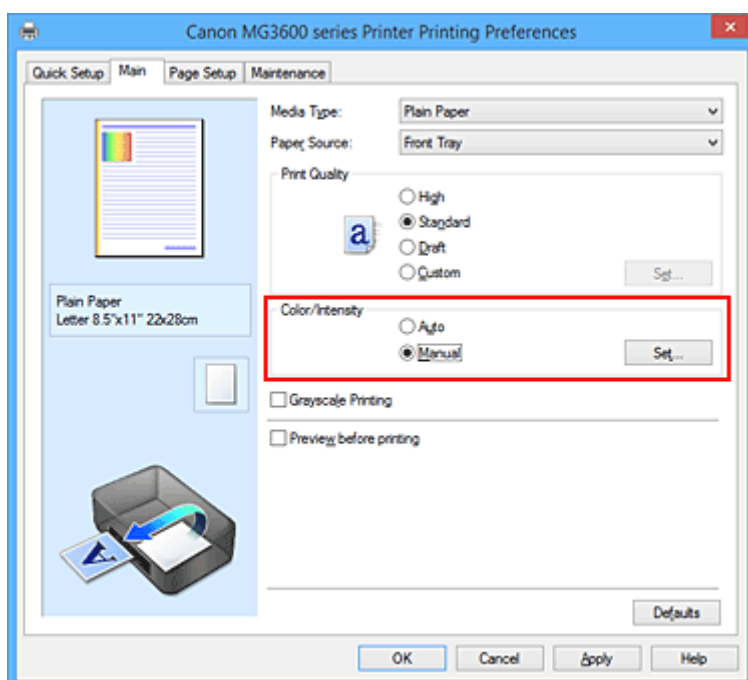 Canon MG3600 series Printer Printing Preferences
Quick Setup Main Page Setup Maintenance
Media Type: Plain Paper
Paper Source: Front Tray
Print Quality
High
Standard
Draft
Custom Set...
a
Plain Paper
Letter 8.5"x11" 22x28cm
Color/Intensity
Auto
Manual Set...
Grayscale Printing
Preview before printing
A
Defaults
OK Cancel Apply Help